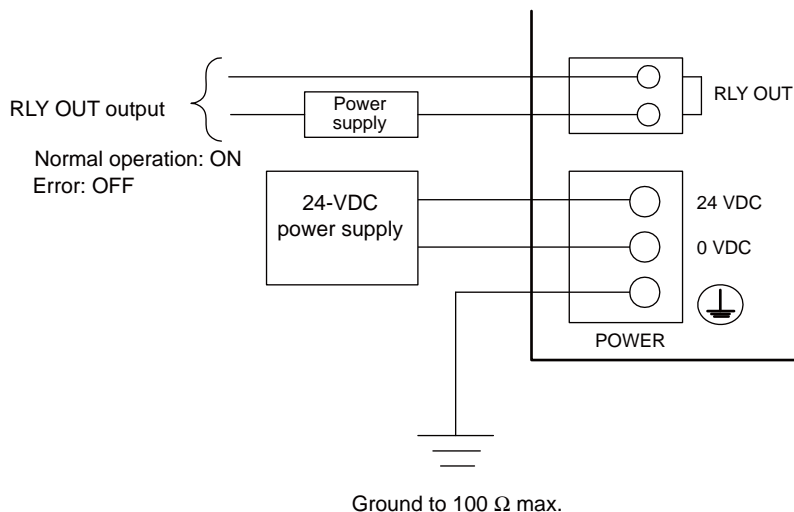 RLY OUT output
Power
supply
RLY OUT
Normal operation: ON
Error: OFF
24-VDC
power supply
24 VDC
0 VDC
POWER
Ground to 100 Ω max.